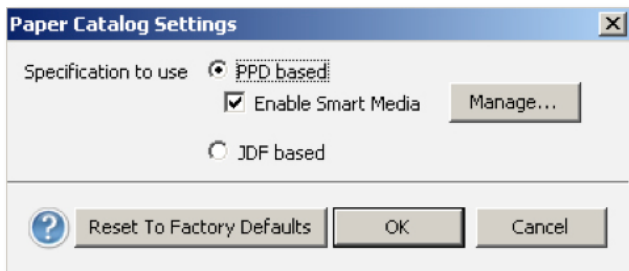 Paper Catalog Settings
Specification to use PPD based
Enable Smart Media Manage...
JDF based
? Reset To Factory Defaults OK Cancel